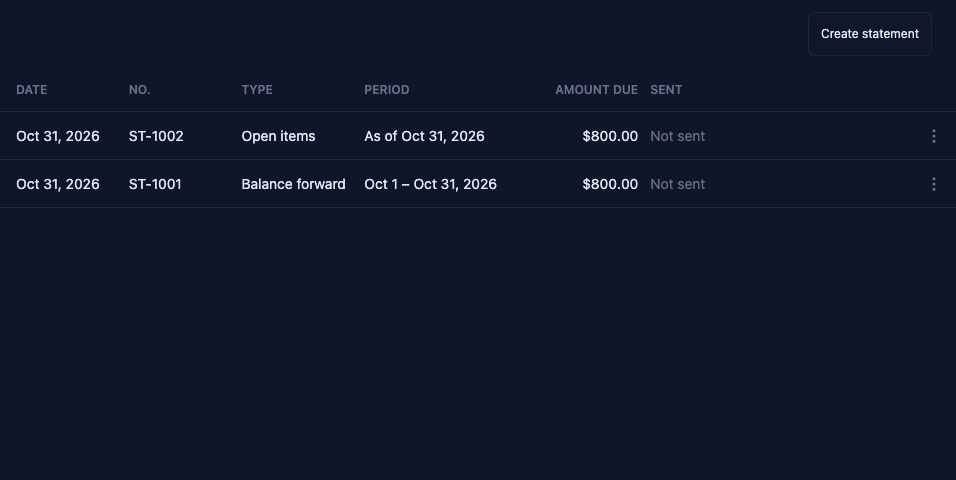 Create statement
DATE NO. TYPE PERIOD AMOUNT DUE SENT
Oct 31, 2026 ST-1002 Open items As of Oct 31, 2026 $800.00 Not sent
Oct 31, 2026 ST-1001 Balance forward Oct 1 – Oct 31, 2026 $800.00 Not sent